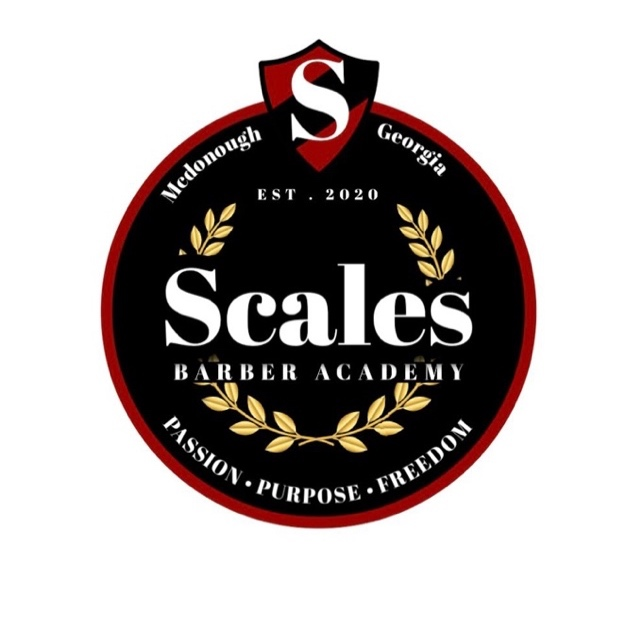 S
Mcdonough Georgia
EST . 2020
Scales
BARBER ACADEMY
PASSION • PURPOSE • FREEDOM